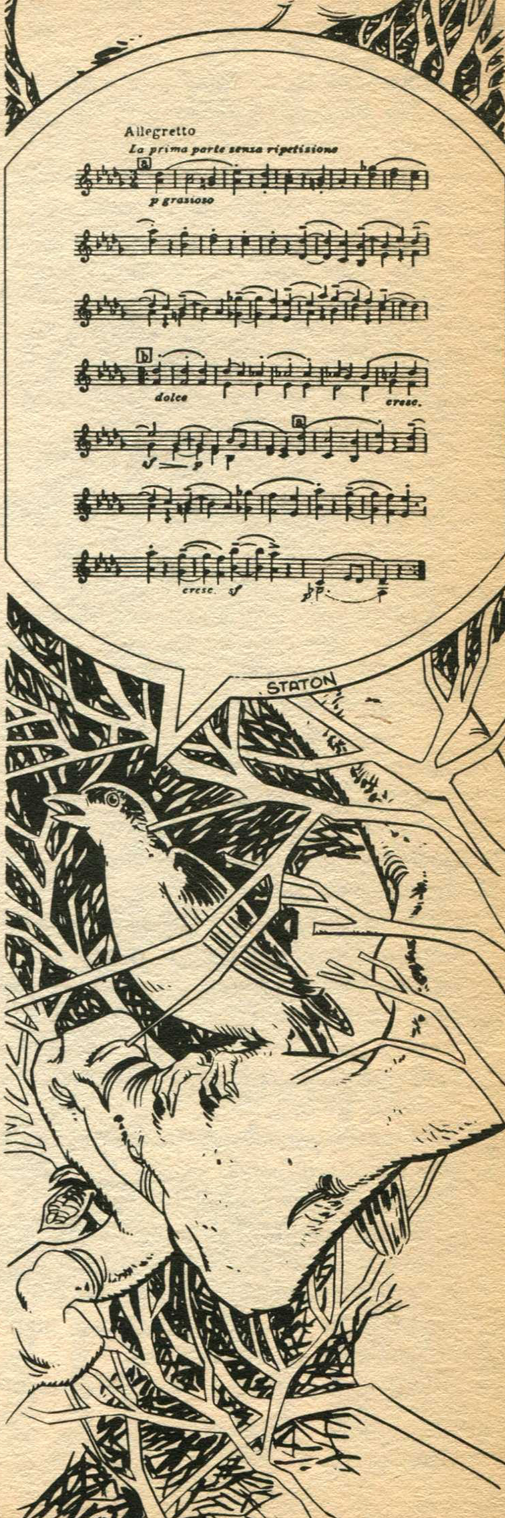 Allegretto
La prima parte senza ripetizione
a
p grazioso
b
dolce
cresc.
a
sf p
cresc. sf
p
STATON